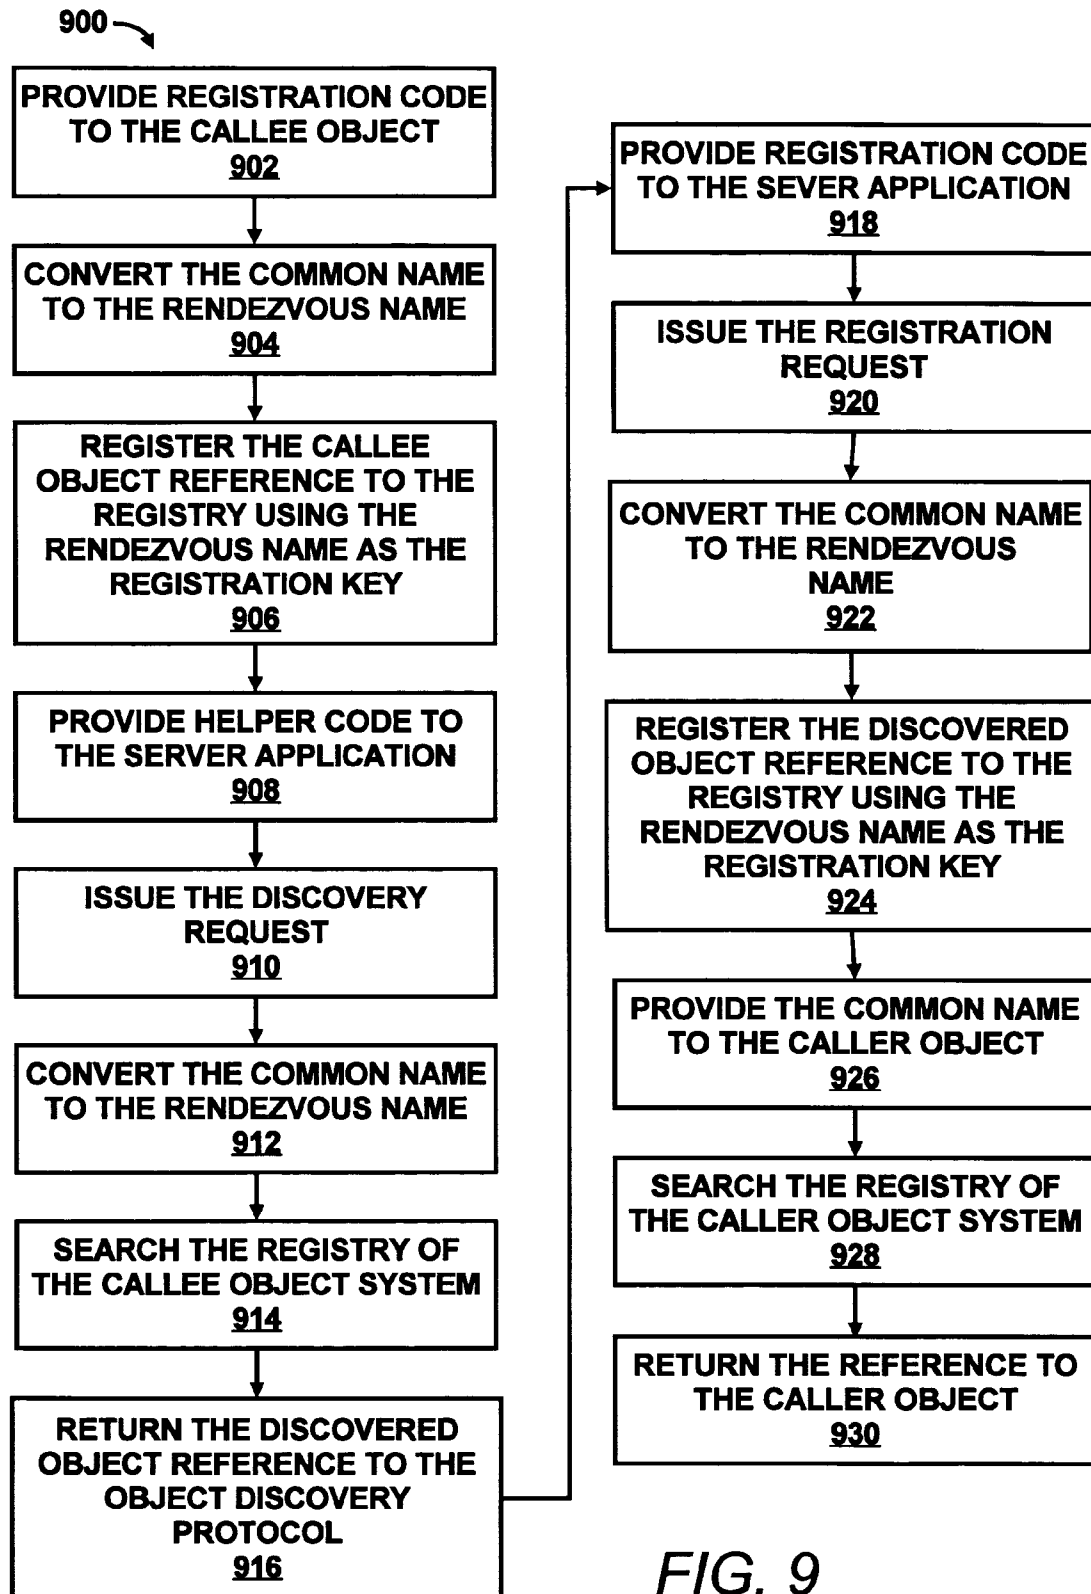 900
PROVIDE REGISTRATION CODE
TO THE CALLEE OBJECT
902
CONVERT THE COMMON NAME
TO THE RENDEZVOUS NAME
904
REGISTER THE CALLEE
OBJECT REFERENCE TO THE
REGISTRY USING THE
RENDEZVOUS NAME AS THE
REGISTRATION KEY
906
PROVIDE HELPER CODE TO
THE SERVER APPLICATION
908
ISSUE THE DISCOVERY
REQUEST
910
CONVERT THE COMMON NAME
TO THE RENDEZVOUS NAME
912
SEARCH THE REGISTRY OF
THE CALLEE OBJECT SYSTEM
914
RETURN THE DISCOVERED
OBJECT REFERENCE TO THE
OBJECT DISCOVERY
PROTOCOL
916
PROVIDE REGISTRATION CODE
TO THE SEVER APPLICATION
918
ISSUE THE REGISTRATION
REQUEST
920
CONVERT THE COMMON NAME
TO THE RENDEZVOUS
NAME
922
REGISTER THE DISCOVERED
OBJECT REFERENCE TO THE
REGISTRY USING THE
RENDEZVOUS NAME AS THE
REGISTRATION KEY
924
PROVIDE THE COMMON NAME
TO THE CALLER OBJECT
926
SEARCH THE REGISTRY OF
THE CALLER OBJECT SYSTEM
928
RETURN THE REFERENCE TO
THE CALLER OBJECT
930
FIG. 9